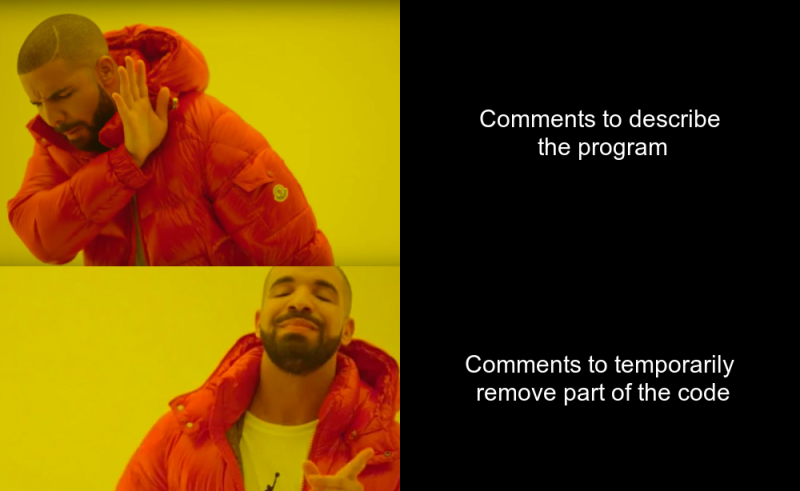 Comments to describe
the program
Comments to temporarily
remove part of the code